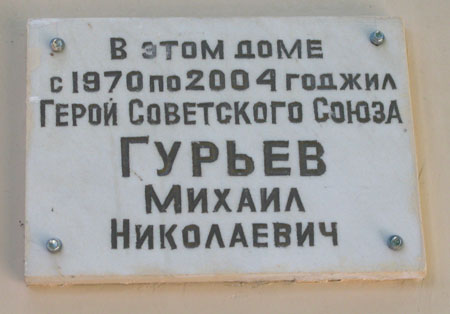 В ЭТОМ ДОМЕ
С 1970 ПО 2004 ГОД ЖИЛ
ГЕРОЙ СОВЕТСКОГО СОЮЗА
ГУРЬЕВ
МИХАИЛ
НИКОЛАЕВИЧ